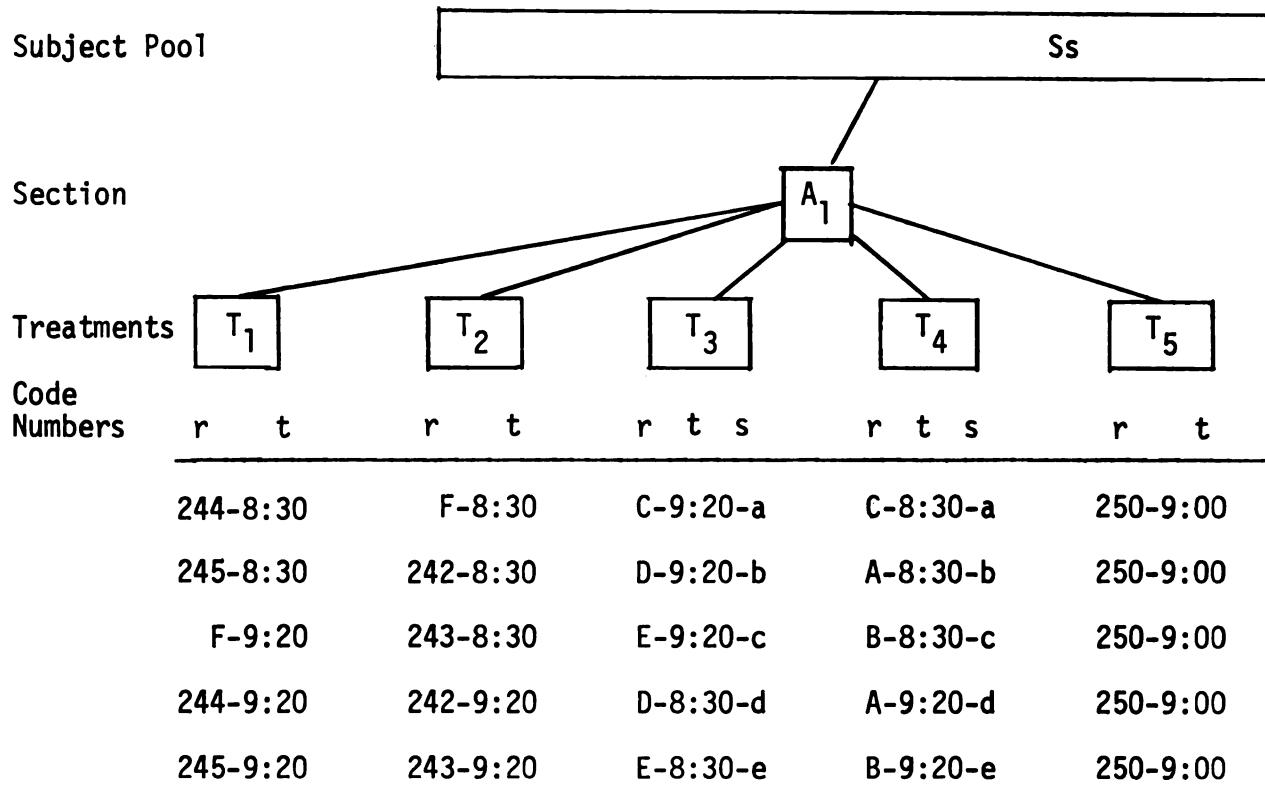 Subject Pool Ss
Section A1
Treatments T1 T2 T3 T4 T5
Code
Numbers r t r t r t s r t s r t
244-8:30 F-8:30 C-9:20-a C-8:30-a 250-9:00
245-8:30 242-8:30 D-9:20-b A-8:30-b 250-9:00
F-9:20 243-8:30 E-9:20-c B-8:30-c 250-9:00
244-9:20 242-9:20 D-8:30-d A-9:20-d 250-9:00
245-9:20 243-9:20 E-8:30-e B-9:20-e 250-9:00